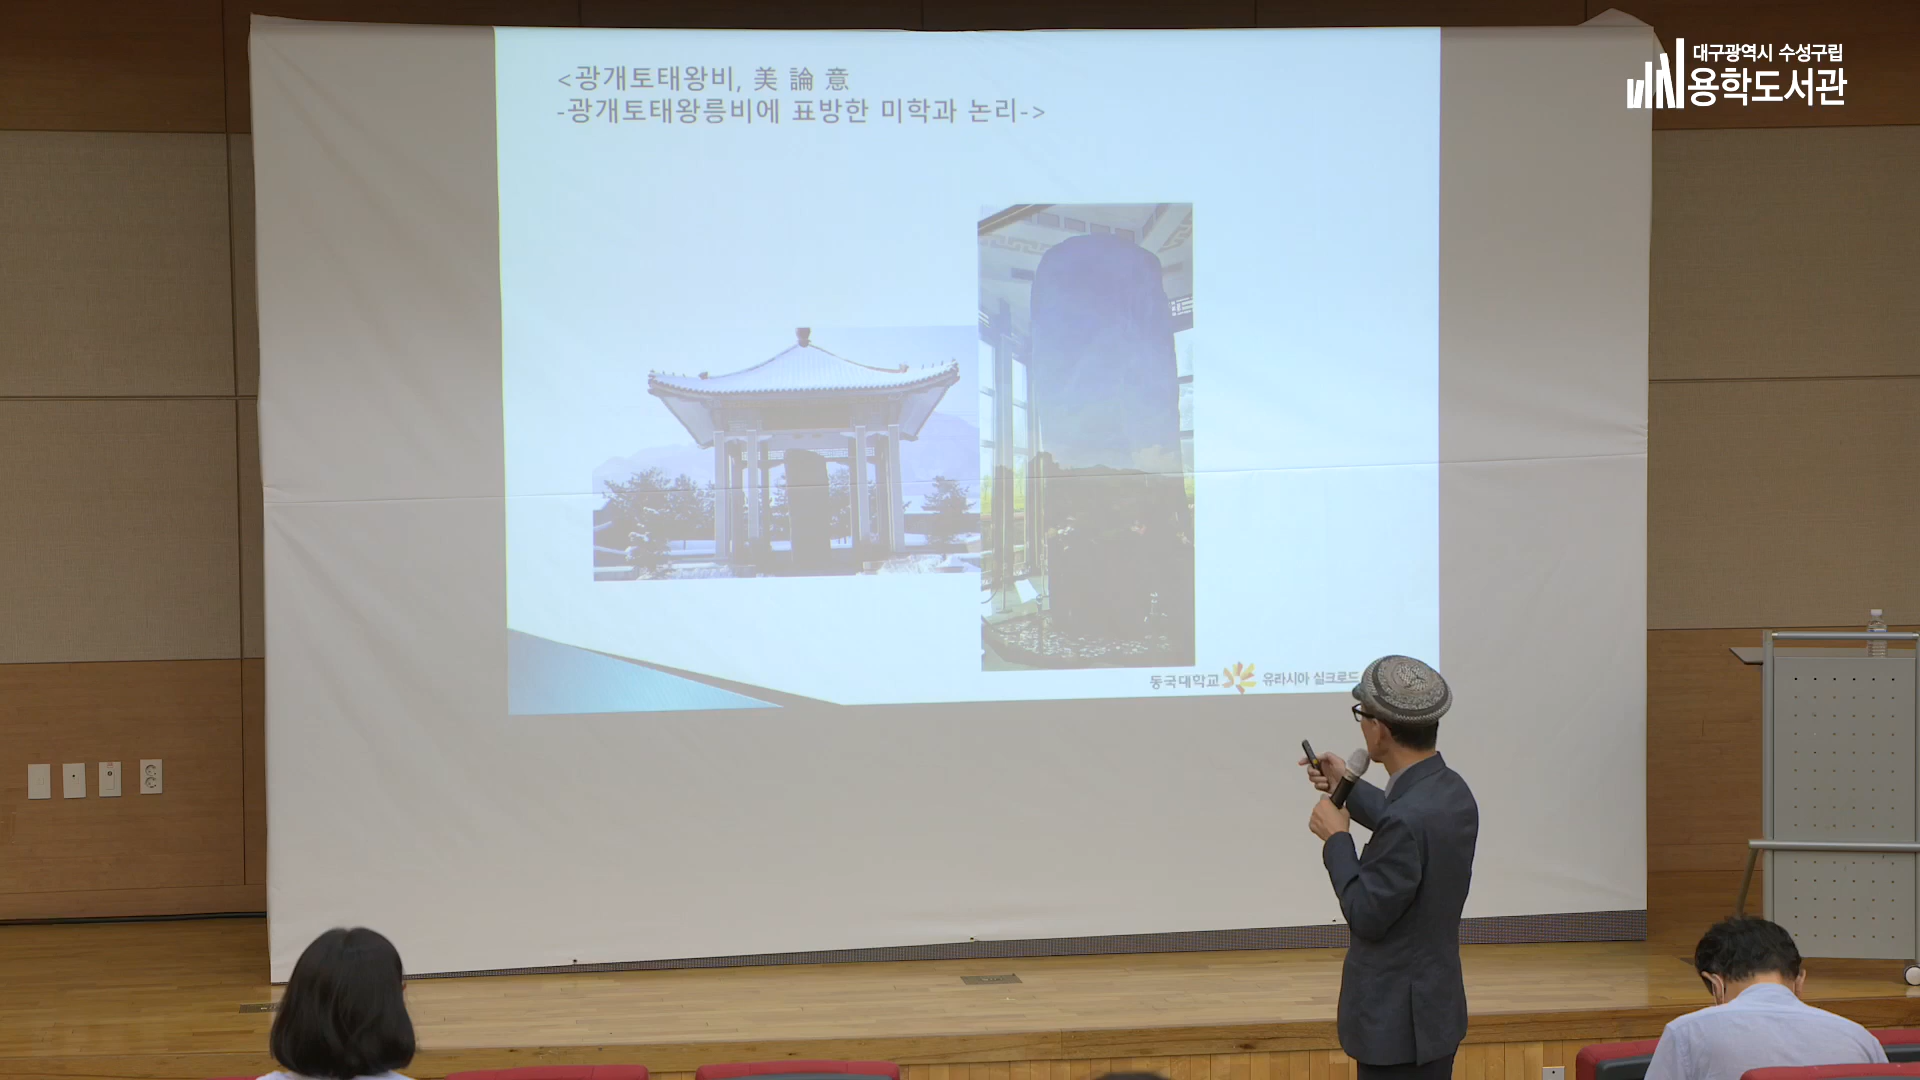 <광개토태왕비, 美 論 意
-광개토태왕릉비에 표방한 미학과 논리->
동국대학교 유라시아 실크로드
대구광역시 수성구립
용학도서관